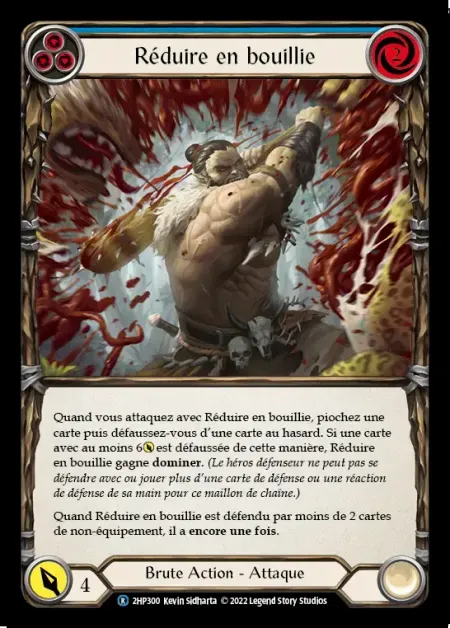 Réduire en bouillie
2
Quand vous attaquez avec Réduire en bouillie, piochez une
carte puis défaussez-vous d'une carte au hasard. Si une carte
avec au moins 6 est défaussée de cette manière, Réduire
en bouillie gagne dominer. (Le héros défenseur ne peut pas se
défendre avec ou jouer plus d'une carte de défense ou une réaction
de défense de sa main pour ce maillon de chaîne.)
Quand Réduire en bouillie est défendu par moins de 2 cartes
de non-équipement, il a encore une fois.
4
Brute Action - Attaque
R 2HP300 Kevin Sidharta © 2022 Legend Story Studios